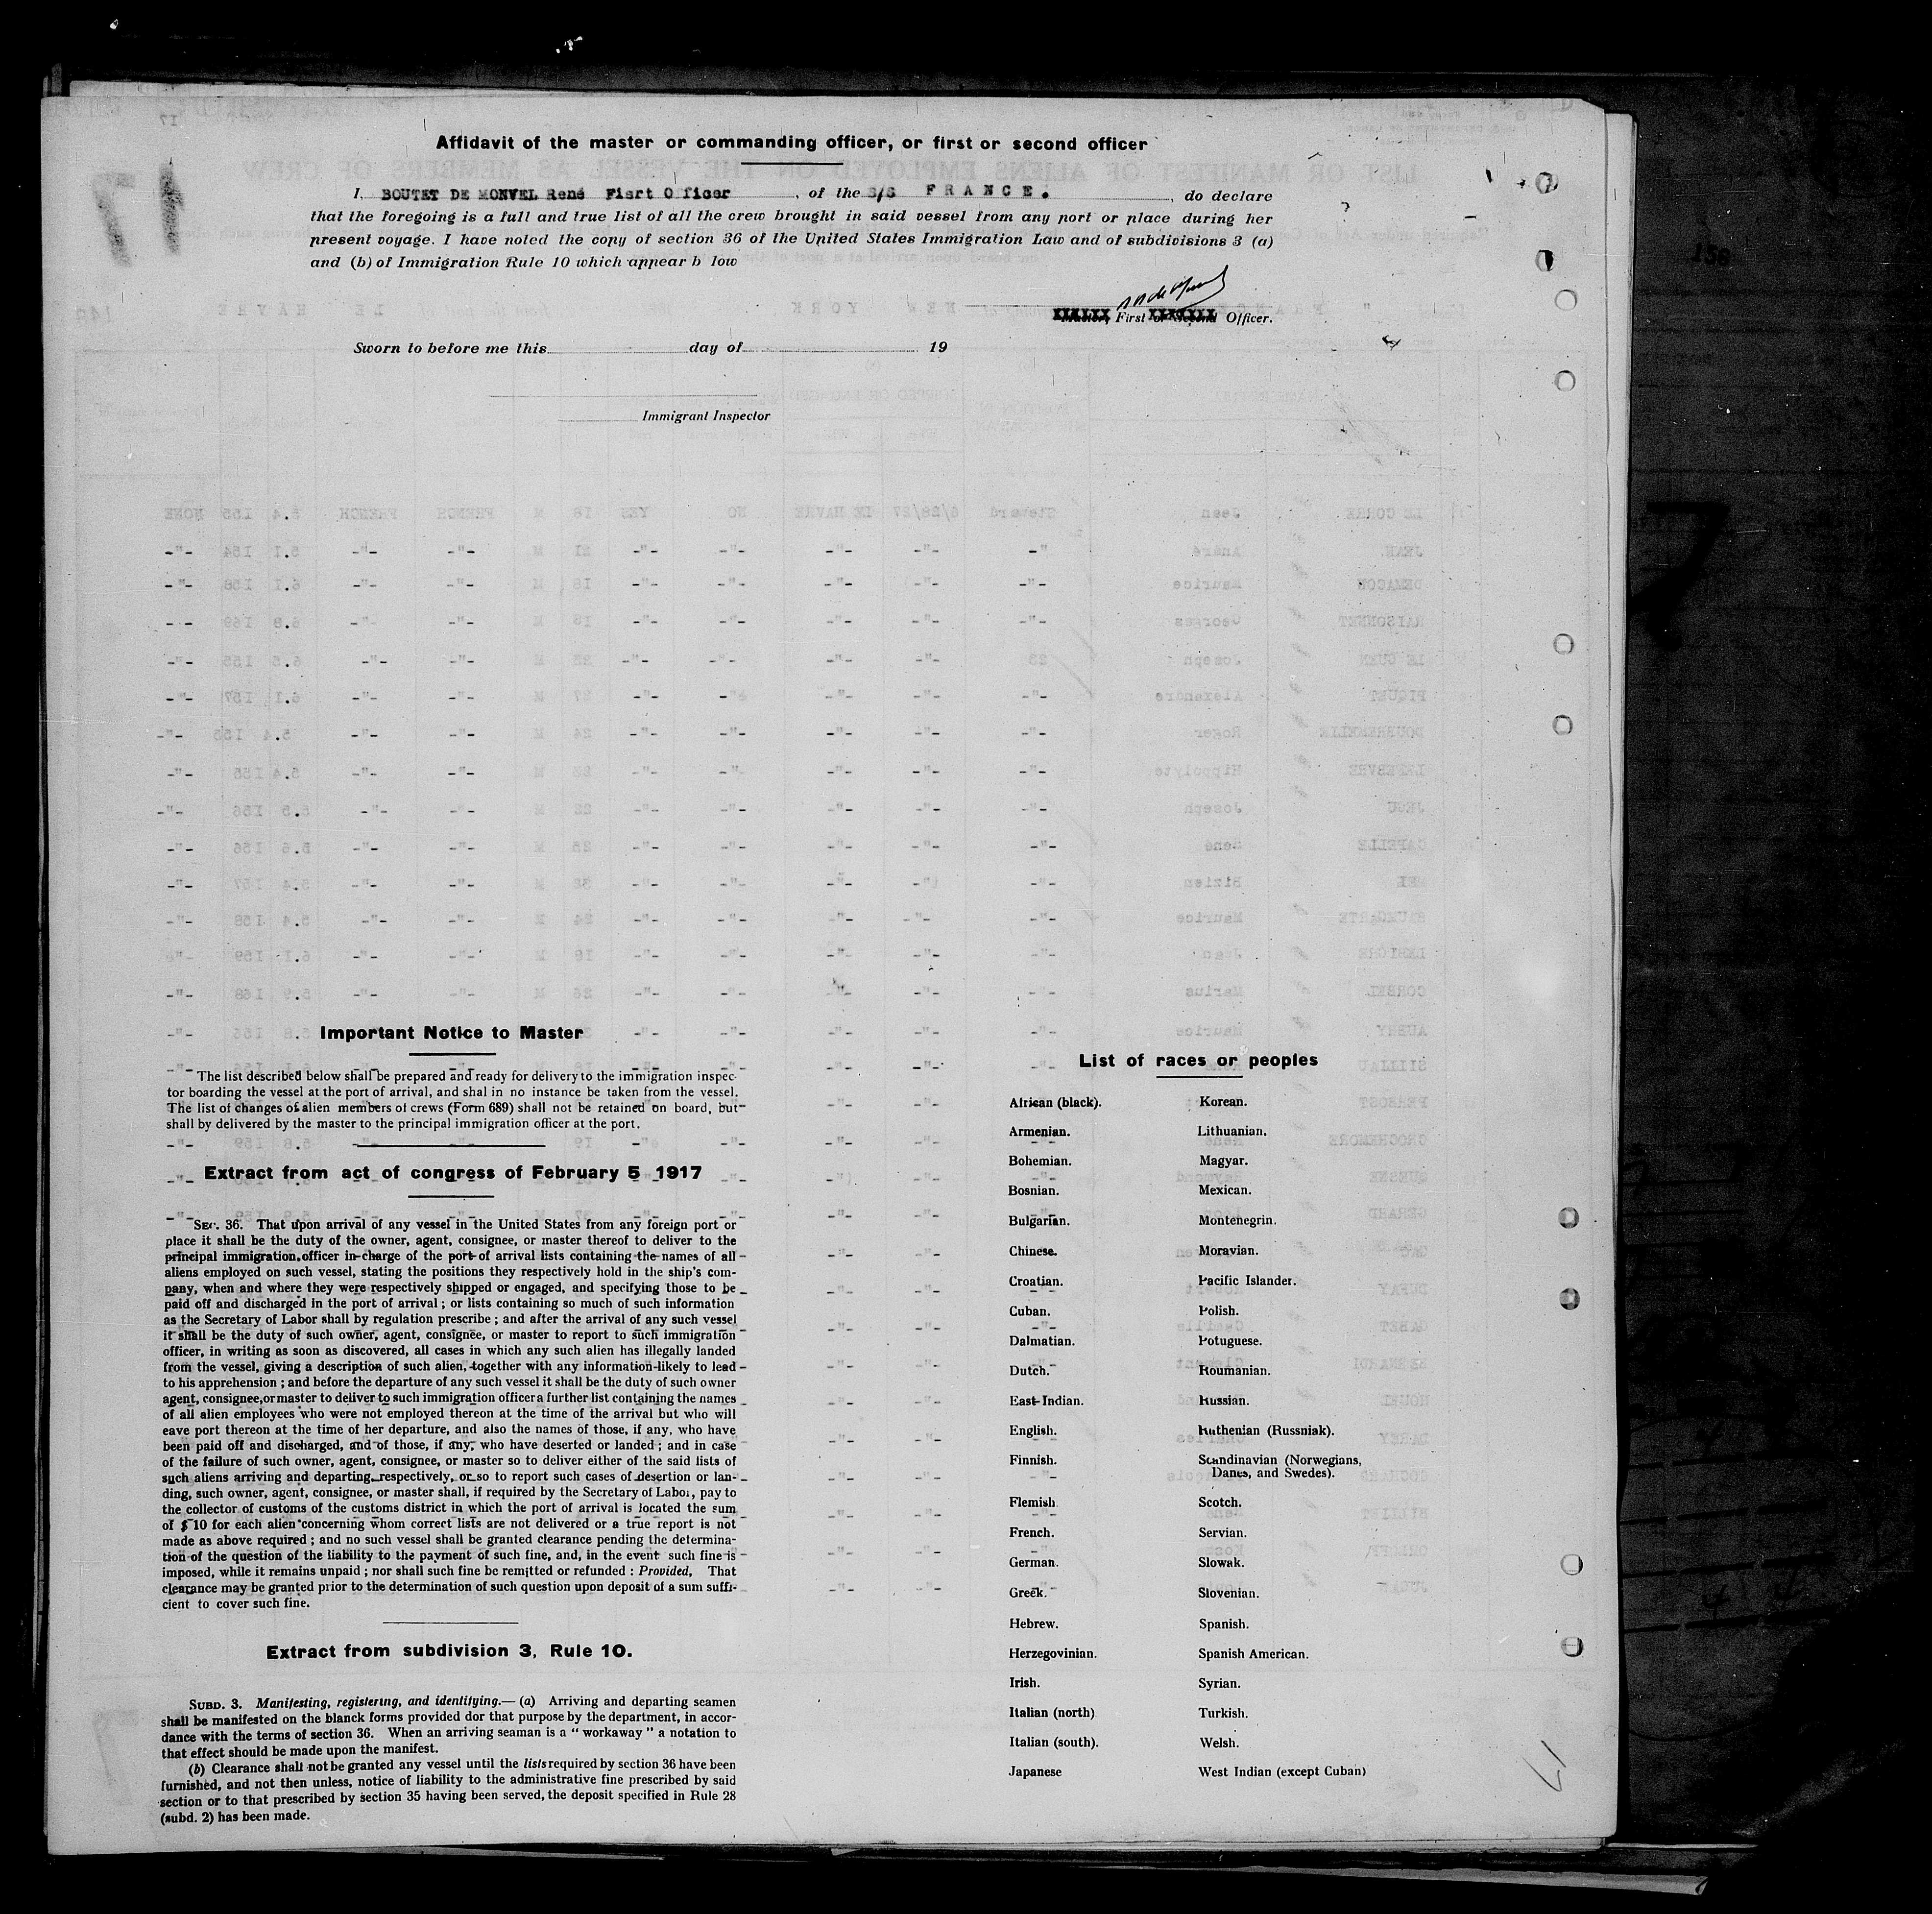 Affidavit of the master or commanding officer, or first or second officer
I, BOUTET DE MONVEL René Fisrt Officer, of the S/S FRANCE., do declare
that the foregoing is a full and true list of all the crew brought in said vessel from any port or place during her
present voyage. I have noted the copy of section 36 of the United States Immigration Law and of subdivisions 3 (a)
and (b) of Immigration Rule 10 which appear b low
First Officer.
Sworn to before me this day of 19
Immigrant Inspector
Important Notice to Master
The list described below shall be prepared and ready for delivery to the immigration inspec-
tor boarding the vessel at the port of arrival, and shal in no instance be taken from the vessel.
The list of changes of alien members of crews (Form 689) shall not be retained on board, but
shall by delivered by the master to the principal immigration officer at the port.
Extract from act of congress of February 5 1917
SEC. 36. That upon arrival of any vessel in the United States from any foreign port or
place it shall be the duty of the owner, agent, consignee, or master thereof to deliver to the
principal immigration officer in charge of the port of arrival lists containing the names of all
aliens employed on such vessel, stating the positions they respectively hold in the ship's com-
pany, when and where they were respectively shipped or engaged, and specifying those to be
paid off and discharged in the port of arrival ; or lists containing so much of such information
as the Secretary of Labor shall by regulation prescribe ; and after the arrival of any such vessel
it shall be the duty of such owner, agent, consignee, or master to report to such immigration
officer, in writing as soon as discovered, all cases in which any such alien has illegally landed
from the vessel, giving a description of such alien, together with any information likely to lead
to his apprehension ; and before the departure of any such vessel it shall be the duty of such owner
agent, consignee, or master to deliver to such immigration officer a further list containing the names
of all alien employees who were not employed thereon at the time of the arrival but who will
eave port thereon at the time of her departure, and also the names of those, if any, who have
been paid off and discharged, and of those, if any, who have deserted or landed ; and in case
of the failure of such owner, agent, consignee, or master so to deliver either of the said lists of
such aliens arriving and departing respectively, or so to report such cases of desertion or lan-
ding, such owner, agent, consignee, or master shall, if required by the Secretary of Labor, pay to
the collector of customs of the customs district in which the port of arrival is located the sum
of $ 10 for each alien concerning whom correct lists are not delivered or a true report is not
made as above required ; and no such vessel shall be granted clearance pending the determina-
tion of the question of the liability to the payment of such fine, and, in the event such fine is
imposed, while it remains unpaid ; nor shall such fine be remitted or refunded : Provided, That
clearance may be granted prior to the determination of such question upon deposit of a sum suffi-
cient to cover such fine.
Extract from subdivision 3, Rule 10.
SUBD. 3. Manifesting, registering, and identifying.— (a) Arriving and departing seamen
shall be manifested on the blanck forms provided dor that purpose by the department, in accor-
dance with the terms of section 36. When an arriving seaman is a " workaway " a notation to
that effect should be made upon the manifest.
(b) Clearance shall not be granted any vessel until the lists required by section 36 have been
furnished, and not then unless, notice of liability to the administrative fine prescribed by said
section or to that prescribed by section 35 having been served, the deposit specified in Rule 28
(subd. 2) has been made.
List of races or peoples
African (black).
Armenian.
Bohemian.
Bosnian.
Bulgarian.
Chinese.
Croatian.
Cuban.
Dalmatian.
Dutch.
East Indian.
English.
Finnish.
Flemish
French.
German.
Greek.
Hebrew.
Herzegovinian.
Irish.
Italian (north)
Italian (south).
Japanese
Korean.
Lithuanian.
Magyar.
Mexican.
Montenegrin.
Moravian.
Pacific Islander.
Polish.
Potuguese.
Roumanian.
Russian.
Ruthenian (Russniak).
Scandinavian (Norwegians,
Danes, and Swedes).
Scotch.
Servian.
Slowak.
Slovenian.
Spanish.
Spanish American.
Syrian.
Turkish.
Welsh.
West Indian (except Cuban)
17
156